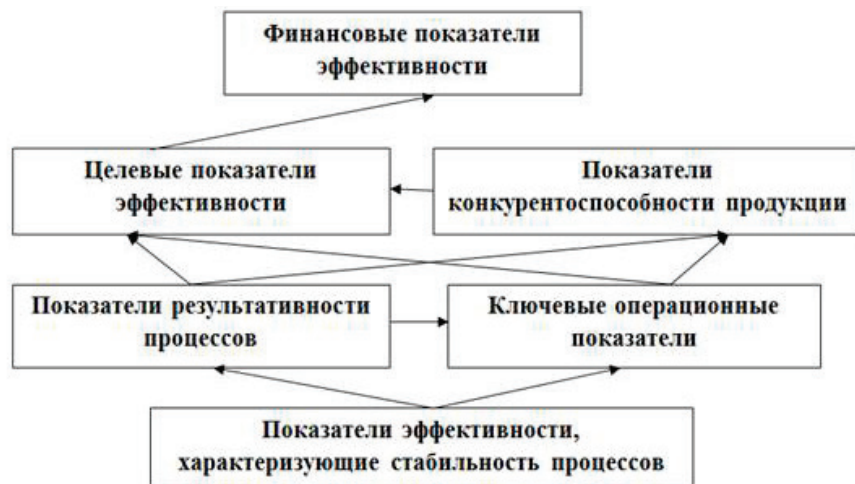 Финансовые показатели
эффективности
Целевые показатели
эффективности
Показатели
конкурентоспособности продукции
Показатели результативности
процессов
Ключевые операционные
показатели
Показатели эффективности,
характеризующие стабильность процессов